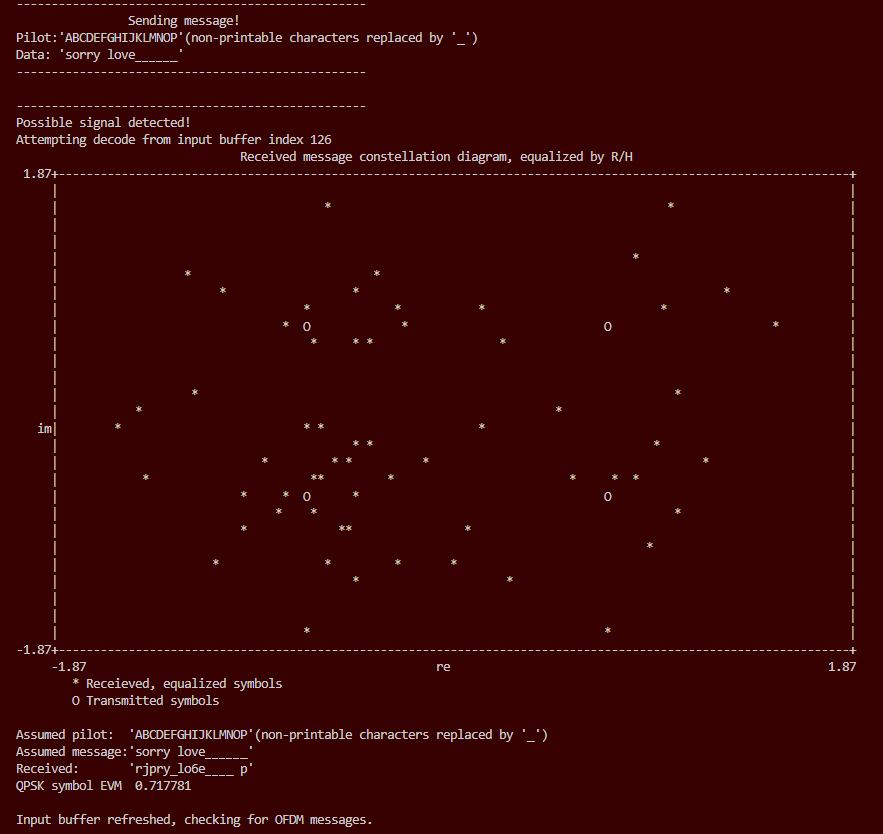 --------------------------------------------------
Sending message!
Pilot:'ABCDEFGHIJKLMNOP'(non-printable characters replaced by '_')
Data: 'sorry love______'
--------------------------------------------------
--------------------------------------------------
Possible signal detected!
Attempting decode from input buffer index 126
Received message constellation diagram, equalized by R/H
1.87
im
-1.87
-1.87 re 1.87
* Receieved, equalized symbols
O Transmitted symbols
Assumed pilot:  'ABCDEFGHIJKLMNOP'(non-printable characters replaced by '_')
Assumed message:'sorry love______'
Received:       'rjpry_lo6e____ p'
QPSK symbol EVM  0.717781
Input buffer refreshed, checking for OFDM messages.